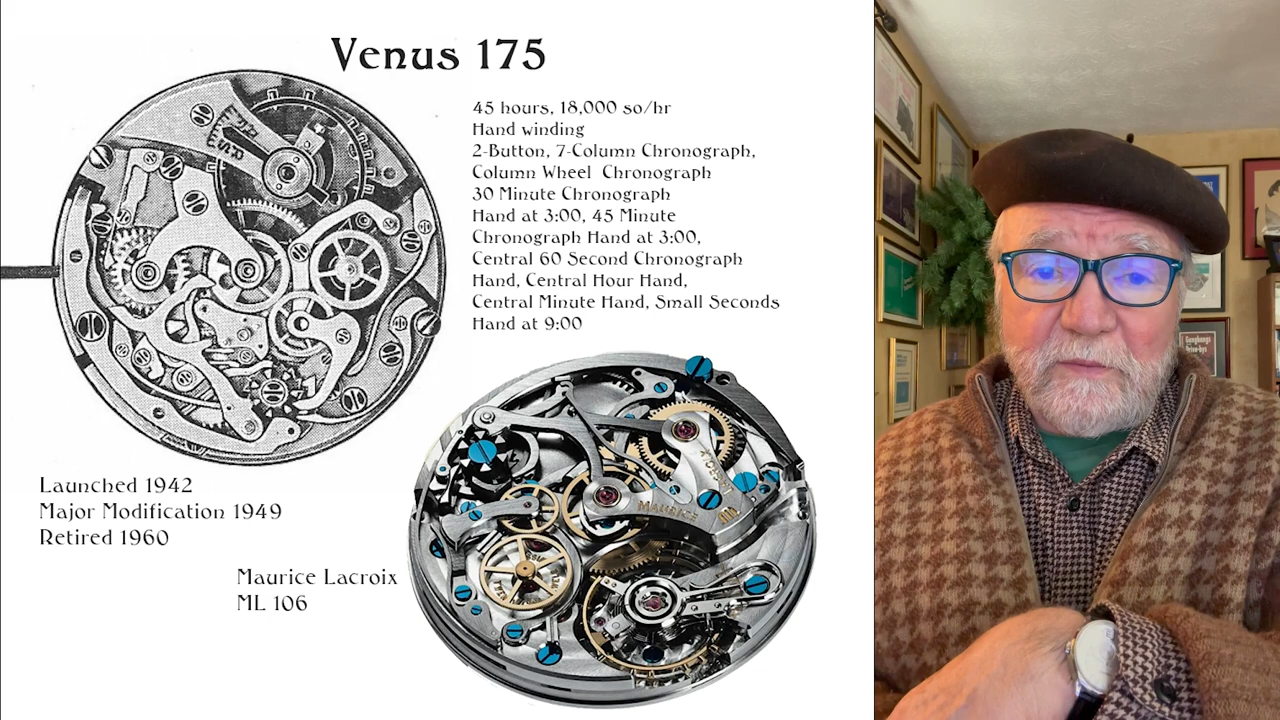 Venus 175
45 hours, 18,000 so/hr
Hand winding
2-Button, 7-Column Chronograph,
Column Wheel Chronograph
30 Minute Chronograph
Hand at 3:00, 45 Minute
Chronograph Hand at 3:00,
Central 60 Second Chronograph
Hand, Central Hour Hand,
Central Minute Hand, Small Seconds
Hand at 9:00
Launched 1942
Major Modification 1949
Retired 1960
Maurice Lacroix
ML 106
MAURICE